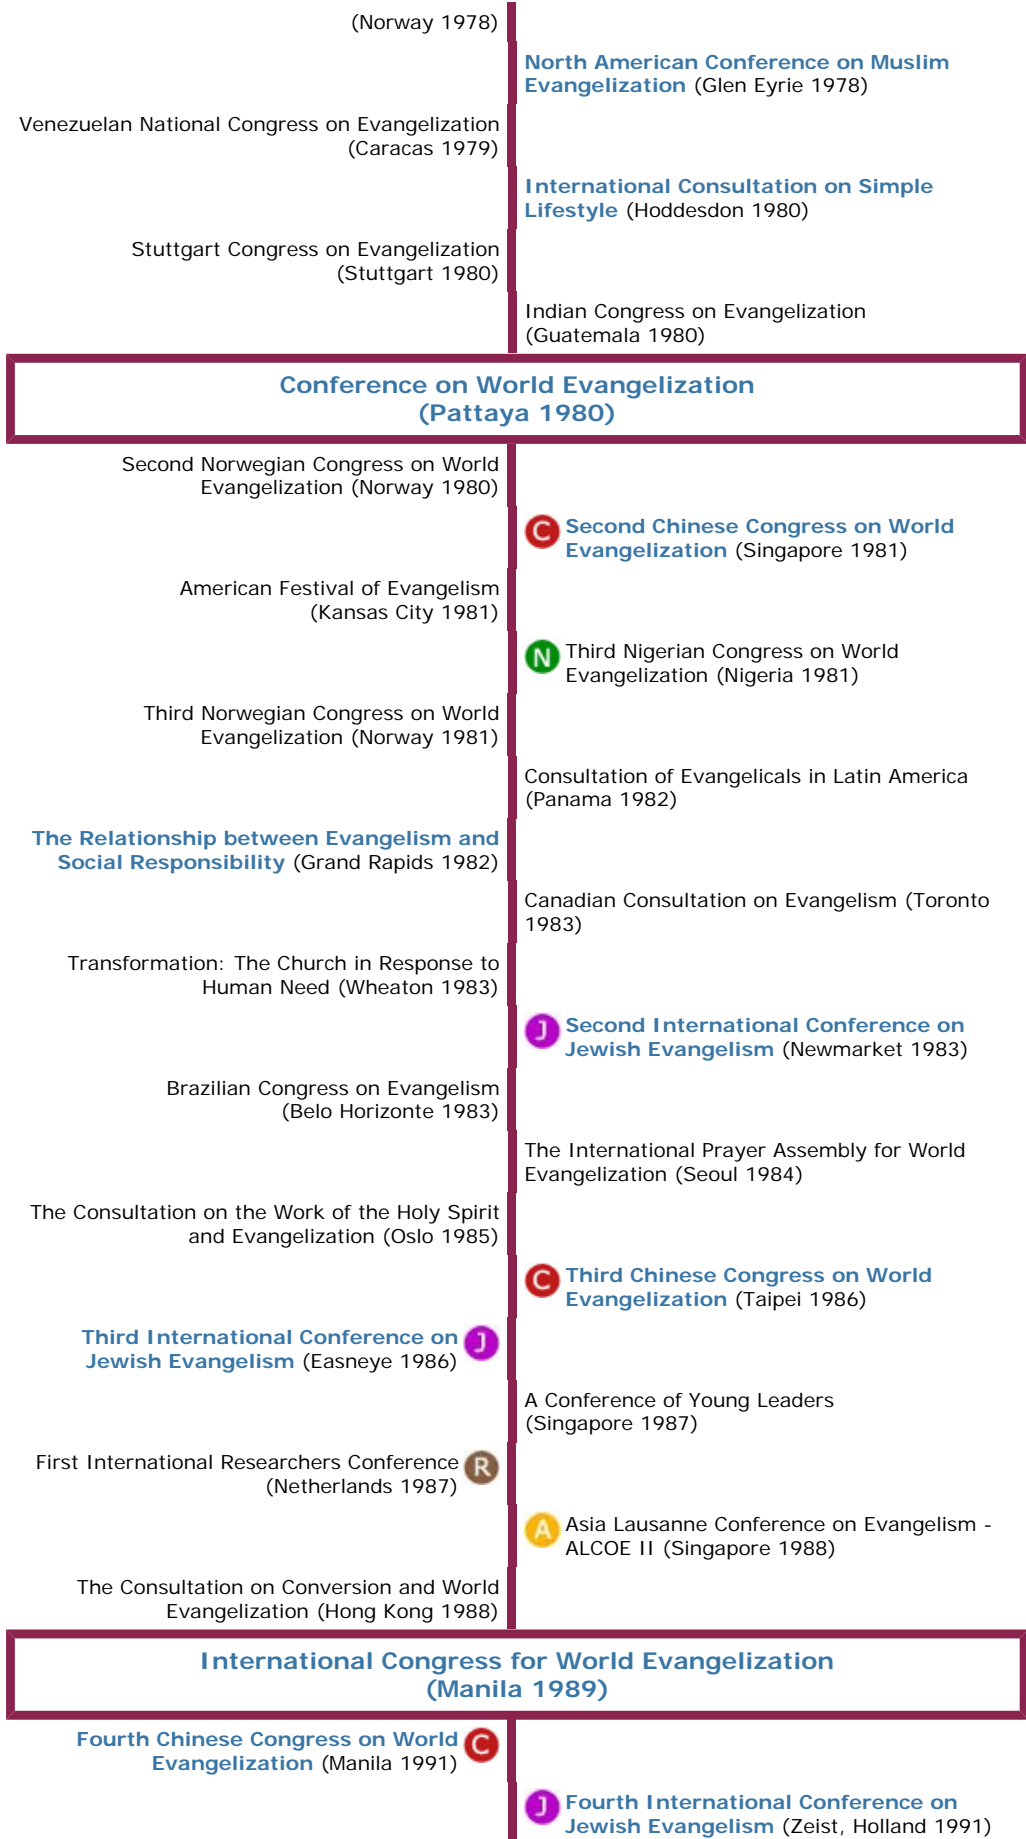 (Norway 1978)
North American Conference on Muslim
Evangelization (Glen Eyrie 1978)
Venezuelan National Congress on Evangelization
(Caracas 1979)
International Consultation on Simple
Lifestyle (Hoddesdon 1980)
Stuttgart Congress on Evangelization
(Stuttgart 1980)
Indian Congress on Evangelization
(Guatemala 1980)
Conference on World Evangelization
(Pattaya 1980)
Second Norwegian Congress on World
Evangelization (Norway 1980)
C Second Chinese Congress on World
Evangelization (Singapore 1981)
American Festival of Evangelism
(Kansas City 1981)
N Third Nigerian Congress on World
Evangelization (Nigeria 1981)
Third Norwegian Congress on World
Evangelization (Norway 1981)
Consultation of Evangelicals in Latin America
(Panama 1982)
The Relationship between Evangelism and
Social Responsibility (Grand Rapids 1982)
Canadian Consultation on Evangelism (Toronto
1983)
Transformation: The Church in Response to
Human Need (Wheaton 1983)
J Second International Conference on
Jewish Evangelism (Newmarket 1983)
Brazilian Congress on Evangelism
(Belo Horizonte 1983)
The International Prayer Assembly for World
Evangelization (Seoul 1984)
The Consultation on the Work of the Holy Spirit
and Evangelization (Oslo 1985)
C Third Chinese Congress on World
Evangelization (Taipei 1986)
Third International Conference on J
Jewish Evangelism (Easneye 1986)
A Conference of Young Leaders
(Singapore 1987)
First International Researchers Conference R
(Netherlands 1987)
A Asia Lausanne Conference on Evangelism -
ALCOE II (Singapore 1988)
The Consultation on Conversion and World
Evangelization (Hong Kong 1988)
International Congress for World Evangelization
(Manila 1989)
Fourth Chinese Congress on World C
Evangelization (Manila 1991)
J Fourth International Conference on
Jewish Evangelism (Zeist, Holland 1991)